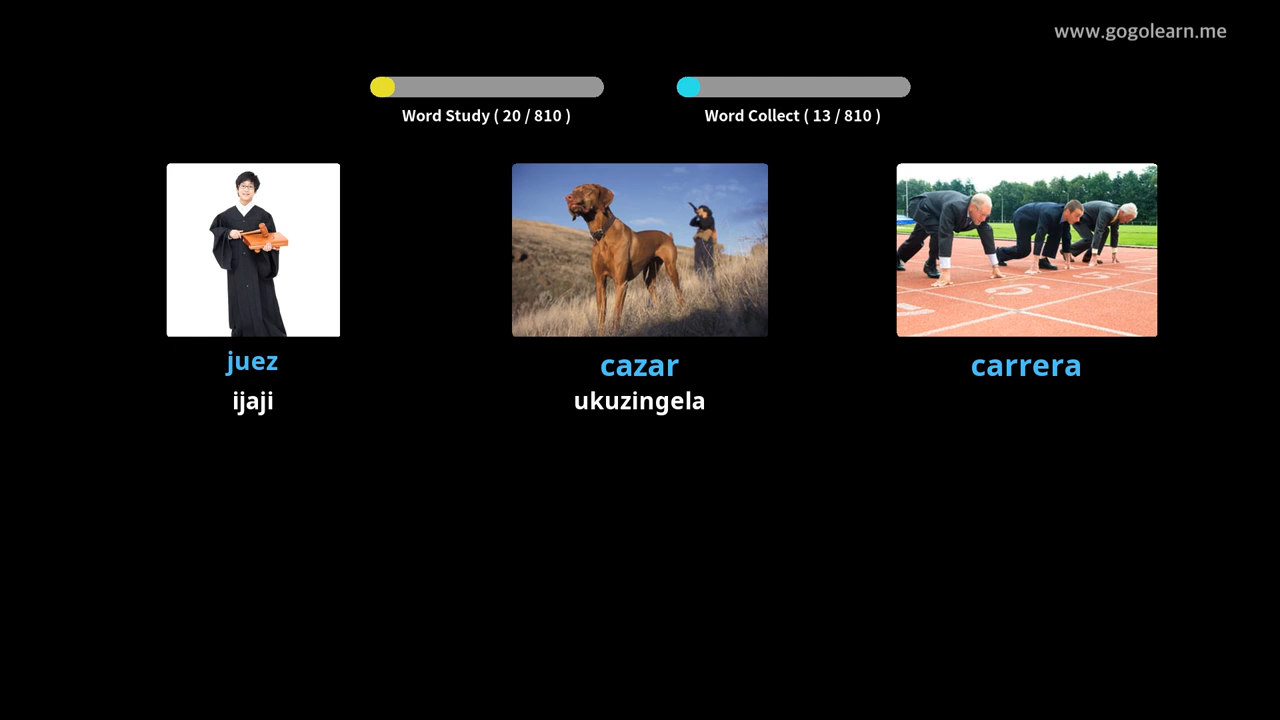 www.gogolearn.me
Word Study ( 20 / 810 )
Word Collect ( 13 / 810 )
juez
ijaji
cazar
ukuzingela
carrera